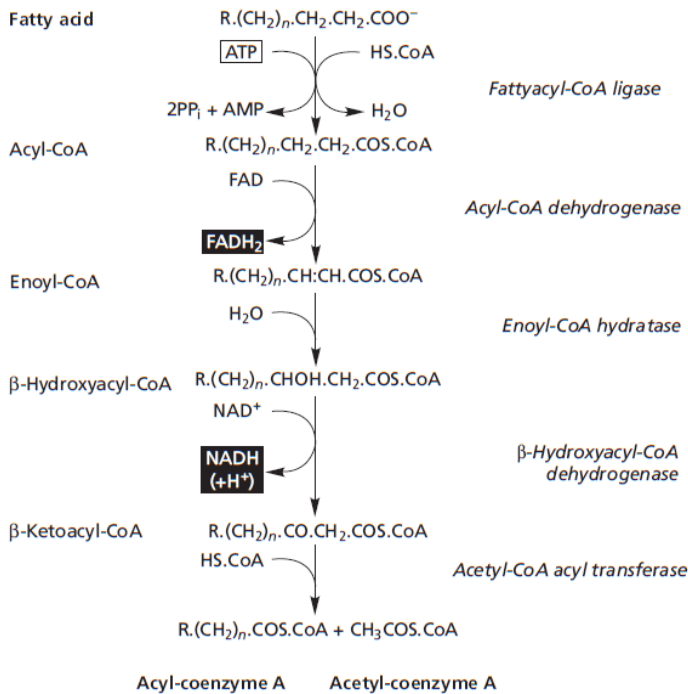 Fatty acid
R.(CH₂)ₙ.CH₂.CH₂.COO⁻
ATP
HS.CoA
Fattyacyl-CoA ligase
2PPᵢ + AMP
H₂O
Acyl-CoA
R.(CH₂)ₙ.CH₂.CH₂.COS.CoA
FAD
Acyl-CoA dehydrogenase
FADH₂
Enoyl-CoA
R.(CH₂)ₙ.CH:CH.COS.CoA
H₂O
Enoyl-CoA hydratase
β-Hydroxyacyl-CoA
R.(CH₂)ₙ.CHOH.CH₂.COS.CoA
NAD⁺
NADH
(+H⁺)
β-Hydroxyacyl-CoA
dehydrogenase
β-Ketoacyl-CoA
R.(CH₂)ₙ.CO.CH₂.COS.CoA
HS.CoA
Acetyl-CoA acyl transferase
R.(CH₂)ₙ.COS.CoA + CH₃COS.CoA
Acyl-coenzyme A
Acetyl-coenzyme A